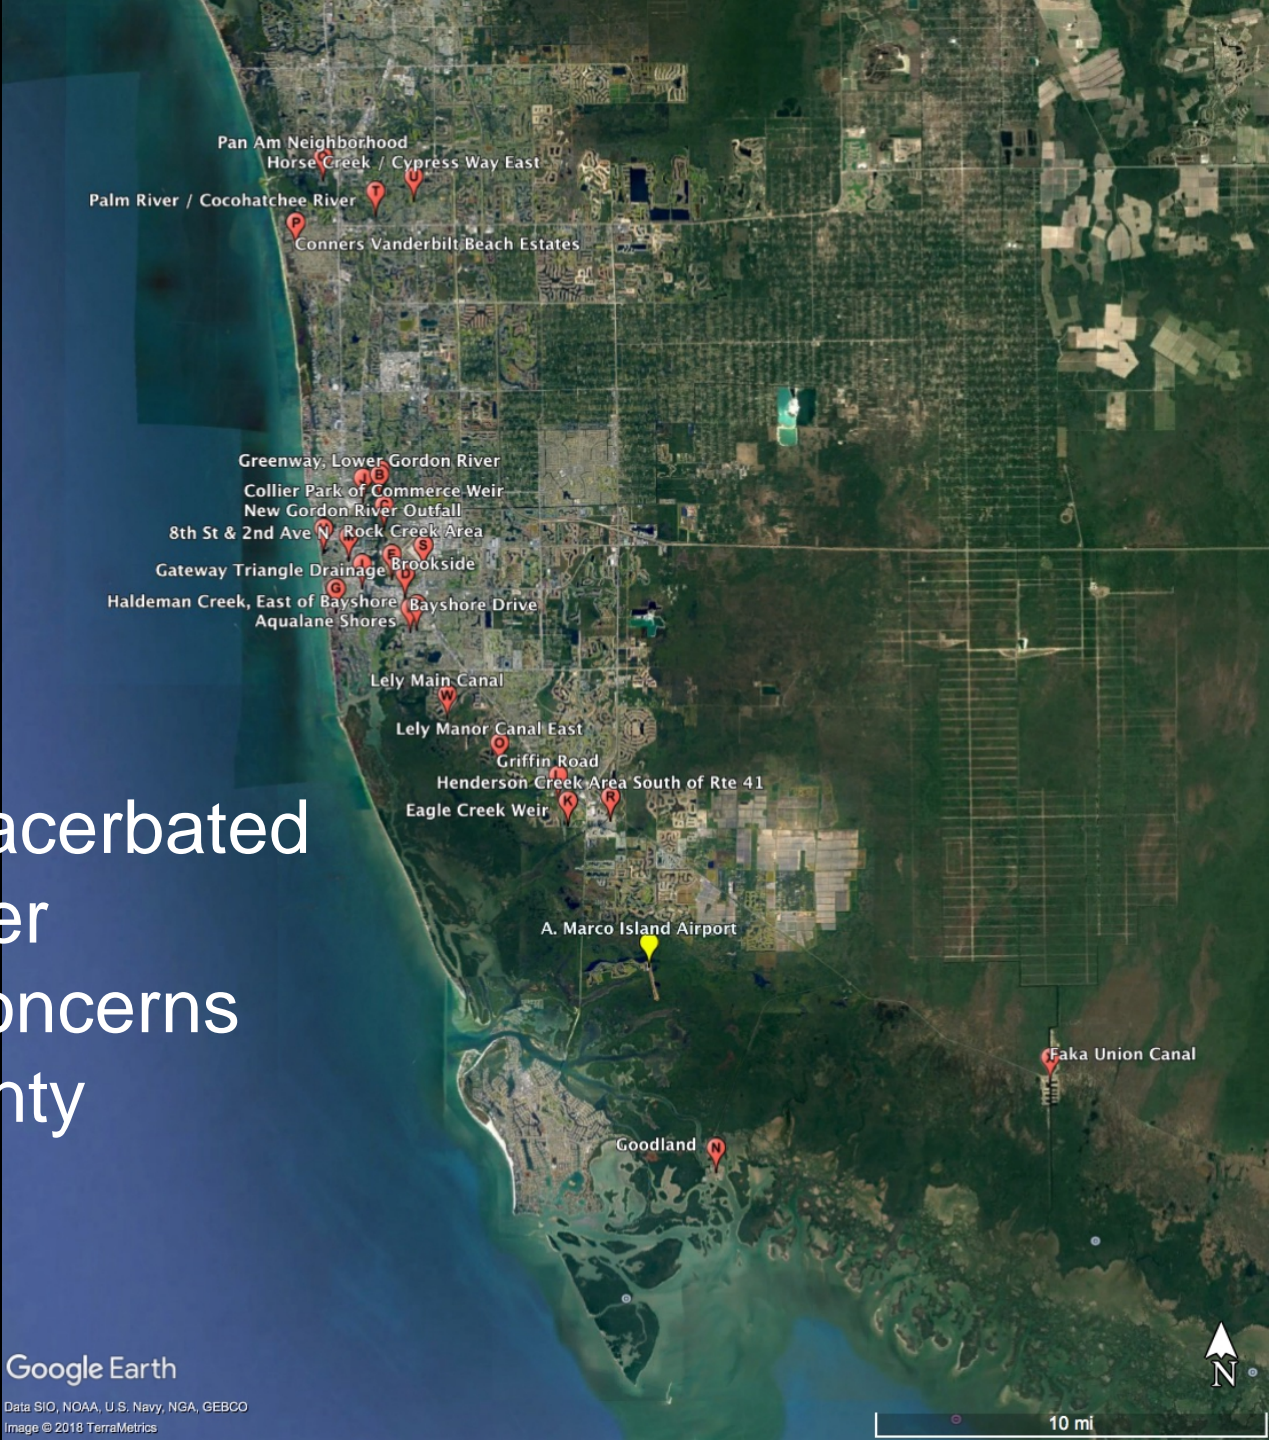 Pan Am Neighborhood
Horse Creek / Cypress Way East
U
T
Palm River / Cocohatchee River
P
Conners Vanderbilt Beach Estates
Greenway, Lower Gordon River
B
Collier Park of Commerce Weir
New Gordon River Outfall
8th St & 2nd Ave N
Rock Creek Area
S
E
Brookside
Gateway Triangle Drainage
D
G
Haldeman Creek, East of Bayshore
Bayshore Drive
Aqualane Shores
Lely Main Canal
W
Lely Manor Canal East
O
Griffin Road
L
Henderson Creek Area South of Rte 41
K
R
Eagle Creek Weir
acerbated
er
oncerns
nty
A. Marco Island Airport
Faka Union Canal
Goodland
N
Google Earth
N
Data SIO, NOAA, U.S. Navy, NGA, GEBCO
Image © 2018 TerraMetrics
10 mi